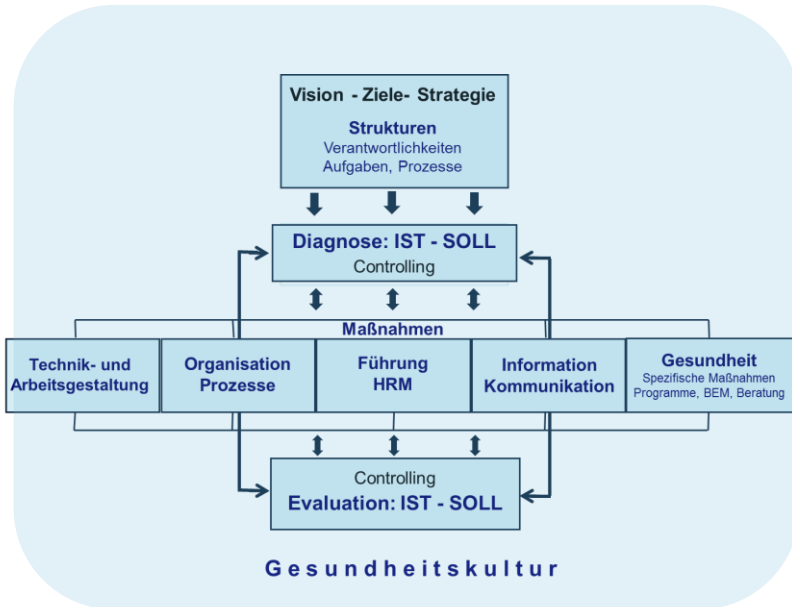 Vision - Ziele- Strategie
Strukturen
Verantwortlichkeiten
Aufgaben, Prozesse
Diagnose: IST - SOLL
Controlling
Maßnahmen
Technik- und
Arbeitsgestaltung
Organisation
Prozesse
Führung
HRM
Information
Kommunikation
Gesundheit
Spezifische Maßnahmen
Programme, BEM, Beratung
Controlling
Evaluation: IST - SOLL
Gesundheitskultur